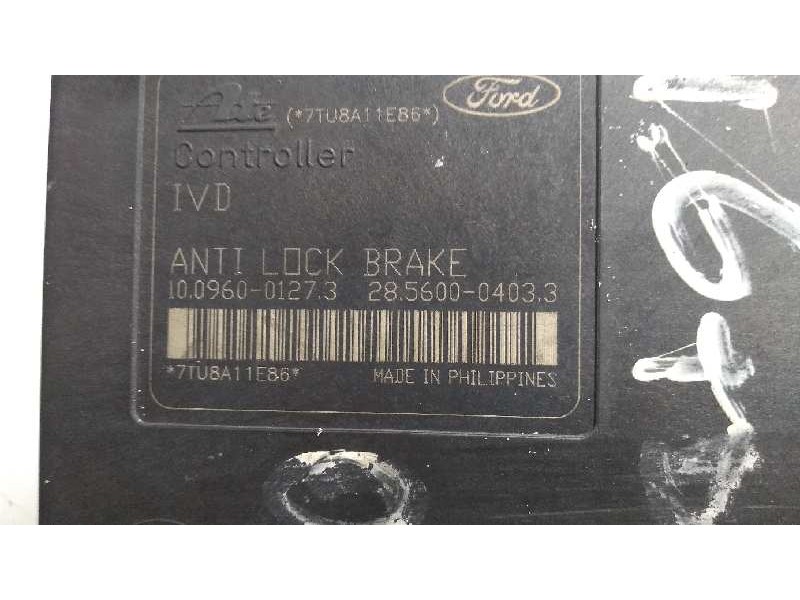 Ate (*7TU8A11E86*) Ford
Controller
IVD
ANTI LOCK BRAKE
10.0960-0127.3 28.5600-0403.3
*7TU8A11E86* MADE IN PHILIPPINES